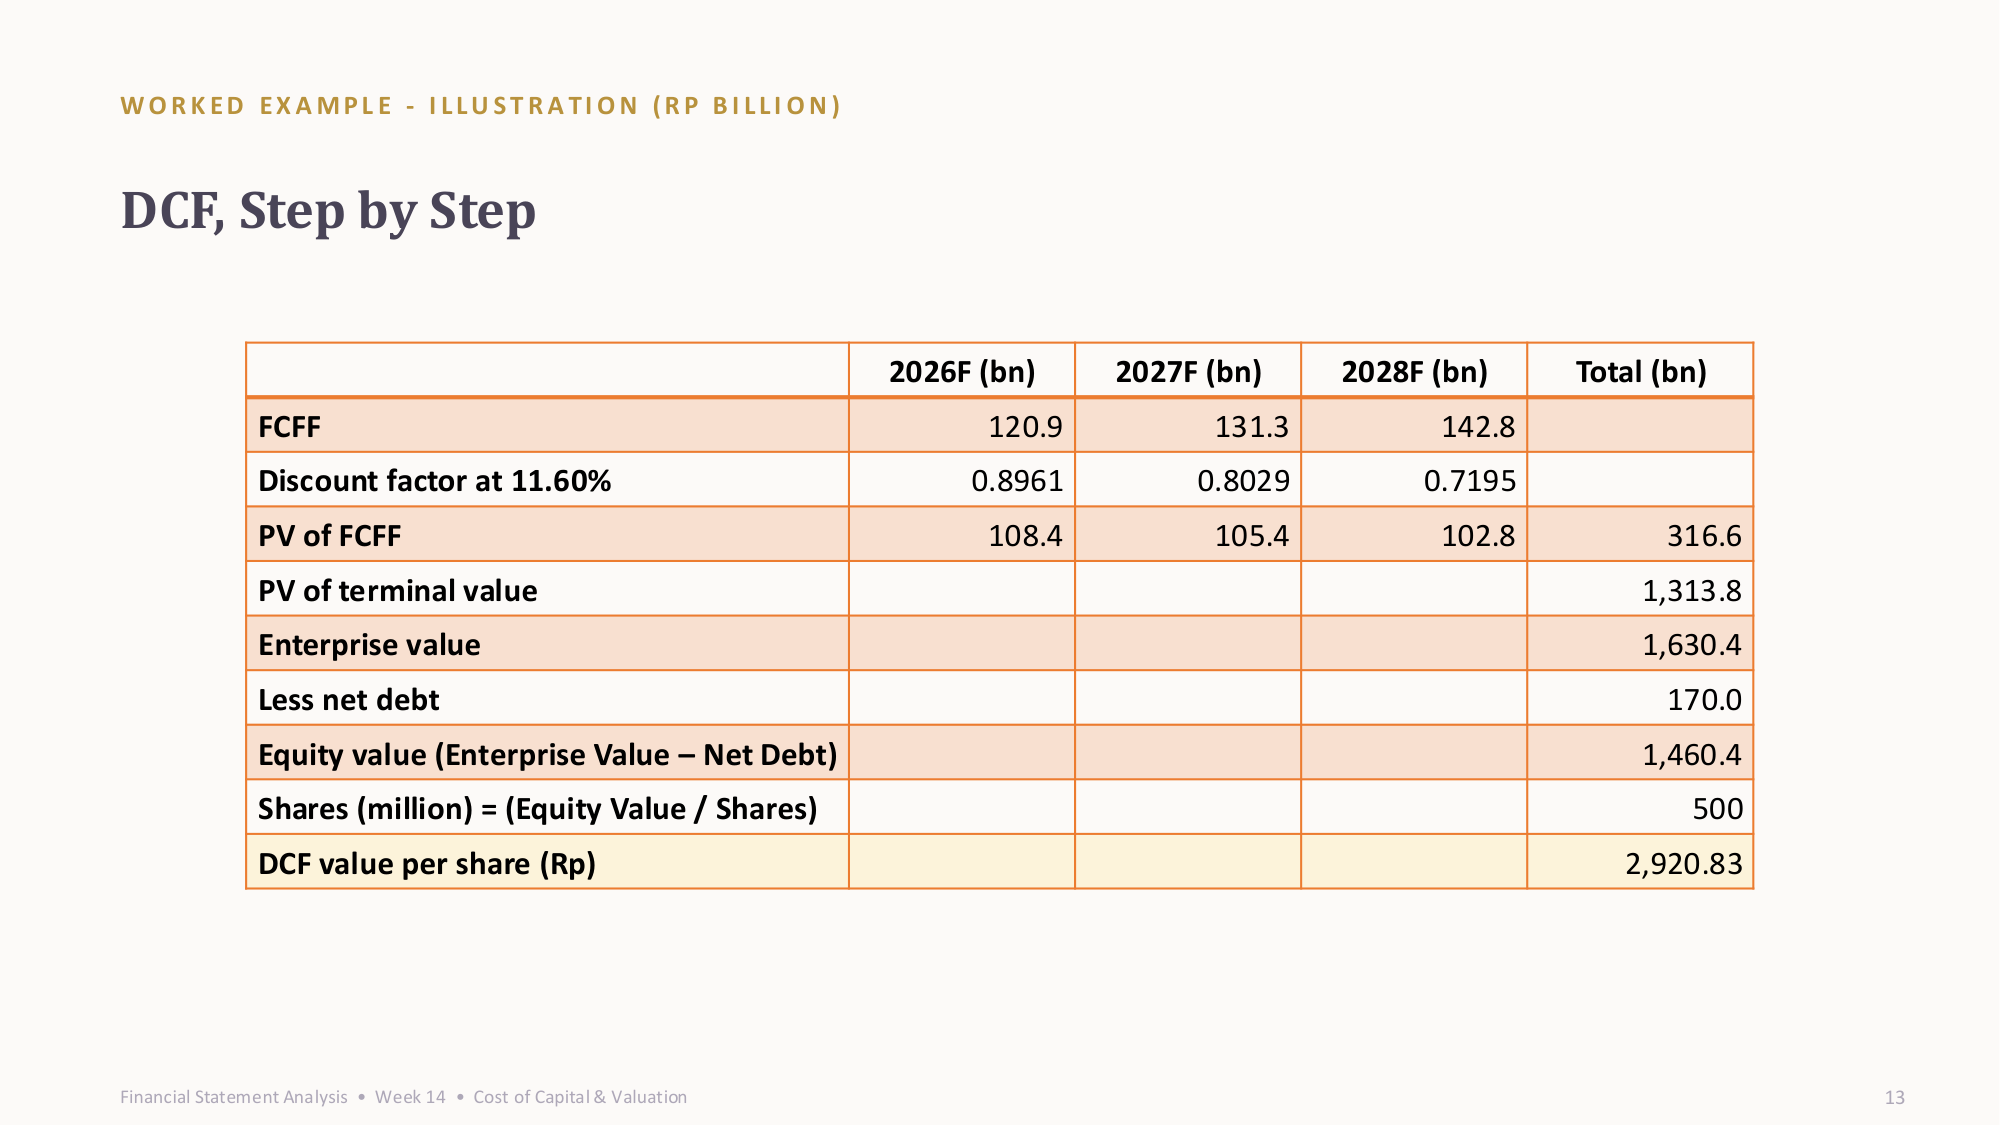 WORKED EXAMPLE - ILLUSTRATION (RP BILLION)
DCF, Step by Step
2026F (bn) 2027F (bn) 2028F (bn) Total (bn)
FCFF 120.9 131.3 142.8
Discount factor at 11.60% 0.8961 0.8029 0.7195
PV of FCFF 108.4 105.4 102.8 316.6
PV of terminal value 1,313.8
Enterprise value 1,630.4
Less net debt 170.0
Equity value (Enterprise Value – Net Debt) 1,460.4
Shares (million) = (Equity Value / Shares) 500
DCF value per share (Rp) 2,920.83
Financial Statement Analysis • Week 14 • Cost of Capital & Valuation 13